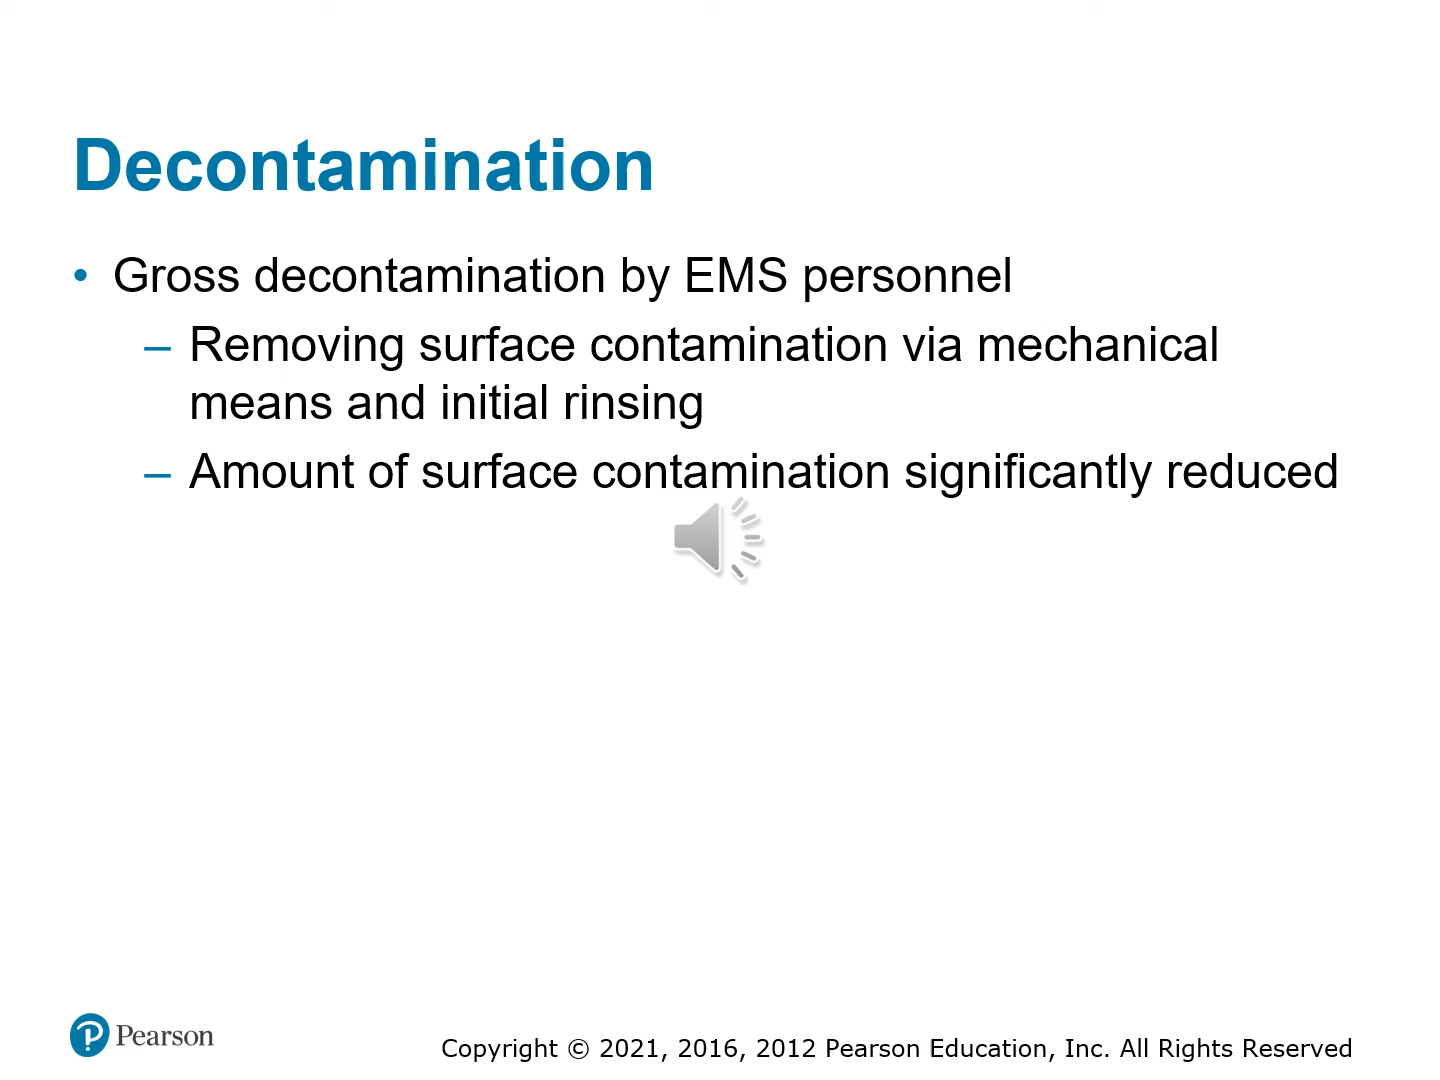 Decontamination
• Gross decontamination by EMS personnel
– Removing surface contamination via mechanical
means and initial rinsing
– Amount of surface contamination significantly reduced
Pearson
Copyright © 2021, 2016, 2012 Pearson Education, Inc. All Rights Reserved